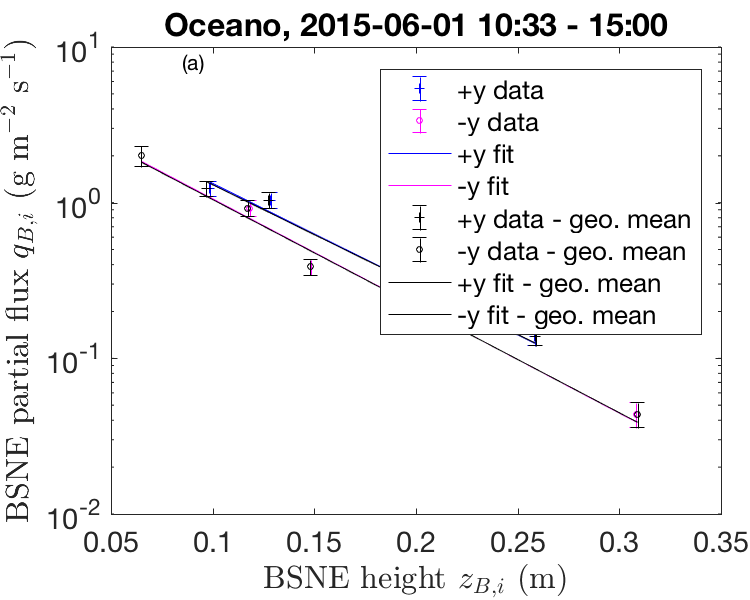 Oceano, 2015-06-01 10:33 - 15:00
(a)
+y data
-y data
+y fit
-y fit
+y data - geo. mean
-y data - geo. mean
+y fit - geo. mean
-y fit - geo. mean
BSNE partial flux q_{B,i} (g m^{-2} s^{-1})
10^1
10^0
10^{-1}
10^{-2}
0.05 0.1 0.15 0.2 0.25 0.3 0.35
BSNE height z_{B,i} (m)